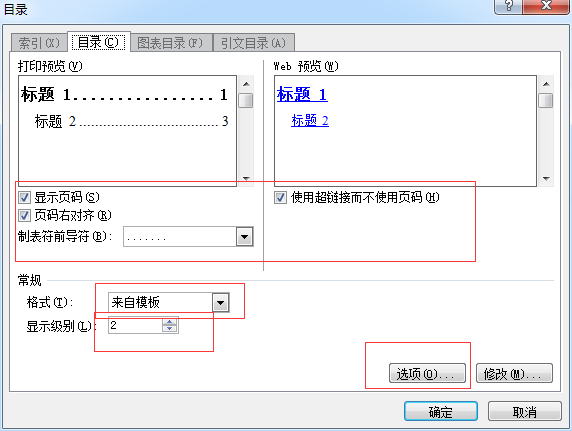 目录
索引(X) 目录(C) 图表目录(F) 引文目录(A)
打印预览(V)
标题 1................ 1
标题 2........................................ 3
Web 预览(W)
标题 1
标题 2
显示页码(S)
页码右对齐(R)
制表符前导符(B): .......
使用超链接而不使用页码(H)
常规
格式(T): 来自模板
显示级别(L): 2
选项(O)... 修改(M)...
确定 取消